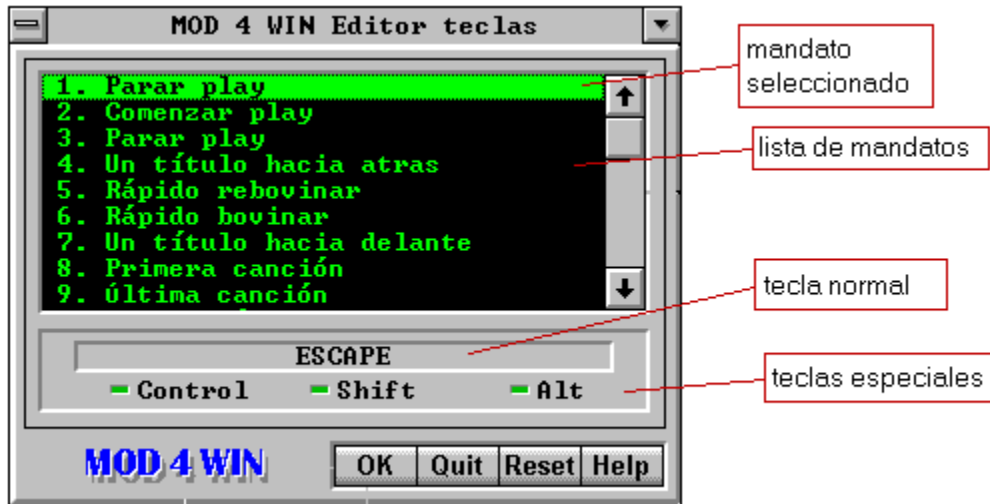 MOD 4 WIN Editor teclas
1. Parar play
2. Comenzar play
3. Parar play
4. Un título hacia atras
5. Rápido rebovinar
6. Rápido bovinar
7. Un título hacia delante
8. Primera canción
9. Última canción
ESCAPE
Control Shift Alt
MOD 4 WIN
OK Quit Reset Help
mandato
seleccionado
lista de mandatos
tecla normal
teclas especiales